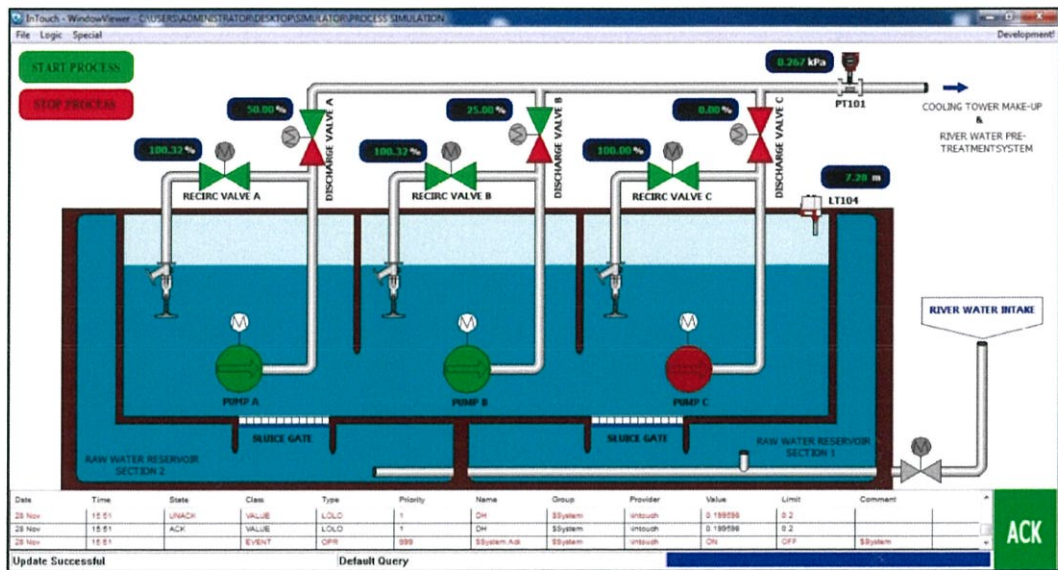 InTouch - WindowViewer - C:\USERS\ADMINISTRATOR\DESKTOP\SIMULATOR\PROCESS SIMULATION
File Logic Special
Development!
START PROCESS
STOP PROCESS
50.00 %
25.00 %
0.00 %
0.267 kPa
PT101
COOLING TOWER MAKE-UP
&
RIVER WATER PRE-
TREATMENTSYSTEM
DISCHARGE VALVE A
DISCHARGE VALVE B
DISCHARGE VALVE C
100.32 %
100.32 %
100.00 %
M
M
M
RECIRC VALVE A
RECIRC VALVE B
RECIRC VALVE C
7.20 m
LT104
M
M
M
PUMP A
PUMP B
PUMP C
RIVER WATER INTAKE
SLUICE GATE
SLUICE GATE
RAW WATER RESERVOIR
SECTION 2
RAW WATER RESERVOIR
SECTION 1
M
Date Time State Class Type Priority Name Group Provider Value Limit Comment
28 Nov 15:51 UNACK VALUE LOLO 1 DH $System \intouch 0.199598 0.2
28 Nov 15:51 ACK VALUE LOLO 1 DH $System \intouch 0.199598 0.2
28 Nov 15:51 EVENT OPR 999 $System \intouch ON OFF $System
ACK
Update Successful Default Query